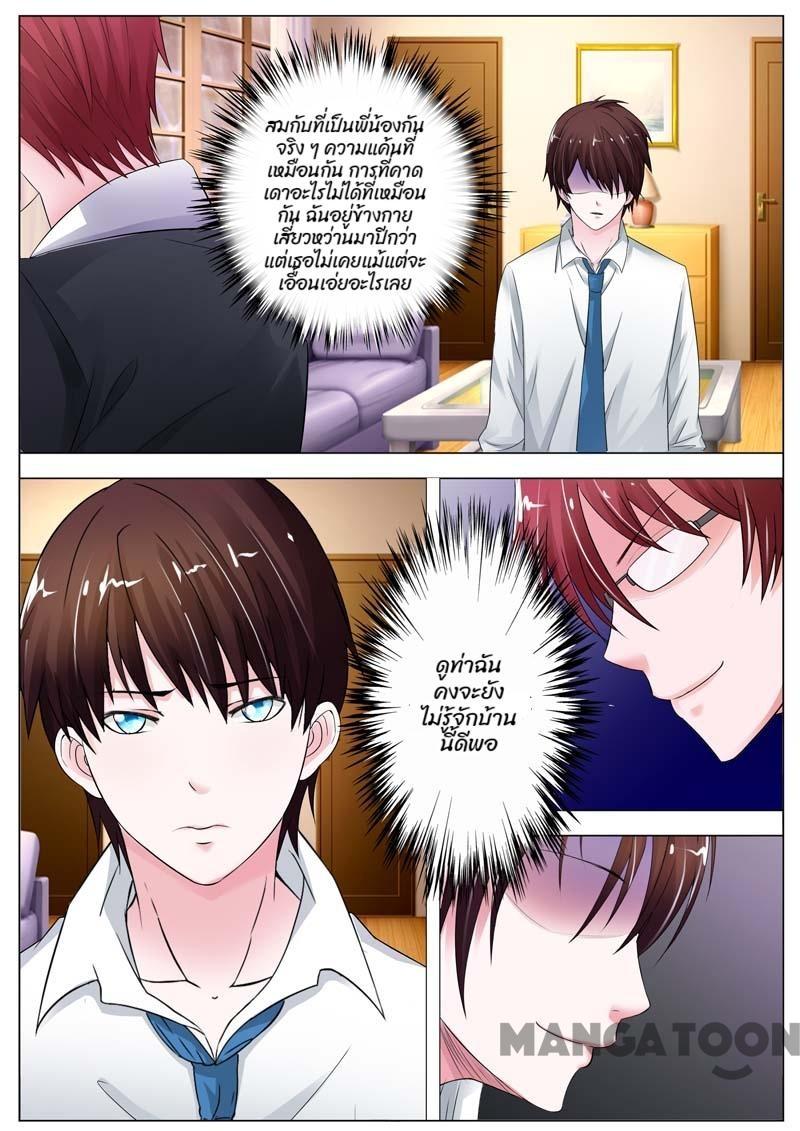 สมกับที่เป็นพี่น้องกัน
จริง ๆ ความแค้นที่
เหมือนกัน การที่คาด
เดาอะไรไม่ได้ที่เหมือน
กัน ฉันอยู่ข้างกาย
เสี่ยวหว่านมาปีกว่า
แต่เธอไม่เคยแม้แต่จะ
เอื้อนเอ่ยอะไรเลย
ดูท่าฉัน
คงจะยัง
ไม่รู้จักบ้าน
นี้ดีพอ
MANGATOON